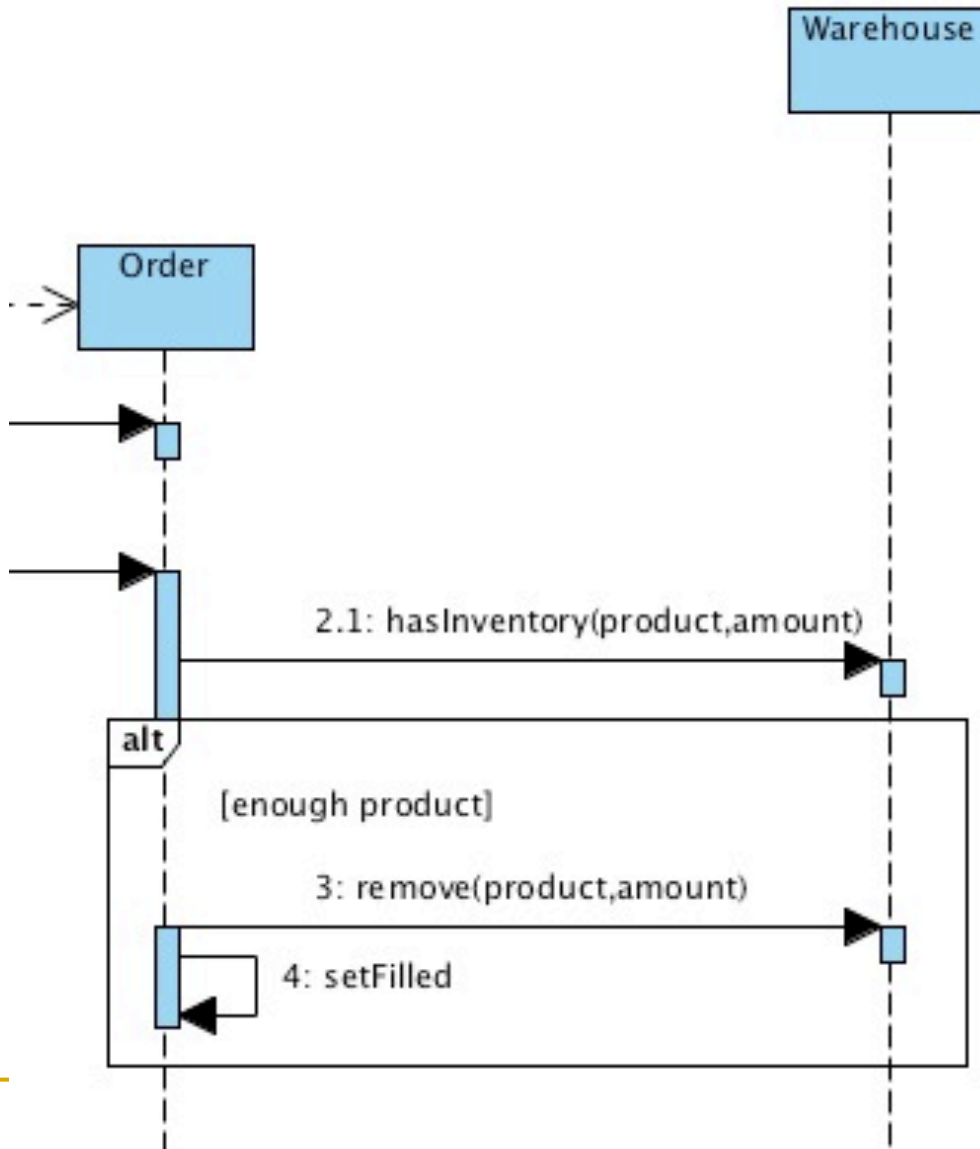 Warehouse
Order
2.1: hasInventory(product,amount)
alt
[enough product]
3: remove(product,amount)
4: setFilled